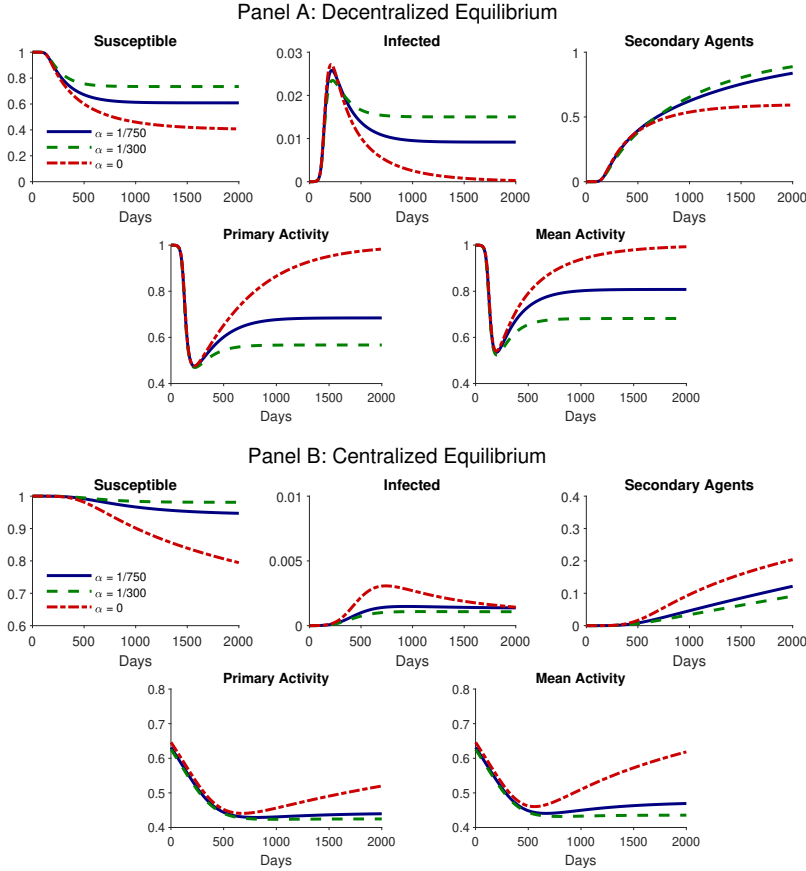 Panel A: Decentralized Equilibrium
Susceptible
1
0.8
0.6
0.4
0.2
0
α = 1/750
α = 1/300
α = 0
0 500 1000 1500 2000
Days
Infected
0.03
0.02
0.01
0
0 500 1000 1500 2000
Days
Secondary Agents
1
0.5
0
0 500 1000 1500 2000
Days
Primary Activity
1
0.8
0.6
0.4
0 500 1000 1500 2000
Days
Mean Activity
1
0.8
0.6
0.4
0 500 1000 1500 2000
Days
Panel B: Centralized Equilibrium
Susceptible
1
0.9
0.8
0.7
0.6
α = 1/750
α = 1/300
α = 0
0 500 1000 1500 2000
Days
Infected
0.01
0.005
0
0 500 1000 1500 2000
Days
Secondary Agents
0.4
0.3
0.2
0.1
0
0 500 1000 1500 2000
Days
Primary Activity
0.8
0.7
0.6
0.5
0.4
0 500 1000 1500 2000
Days
Mean Activity
0.8
0.7
0.6
0.5
0.4
0 500 1000 1500 2000
Days